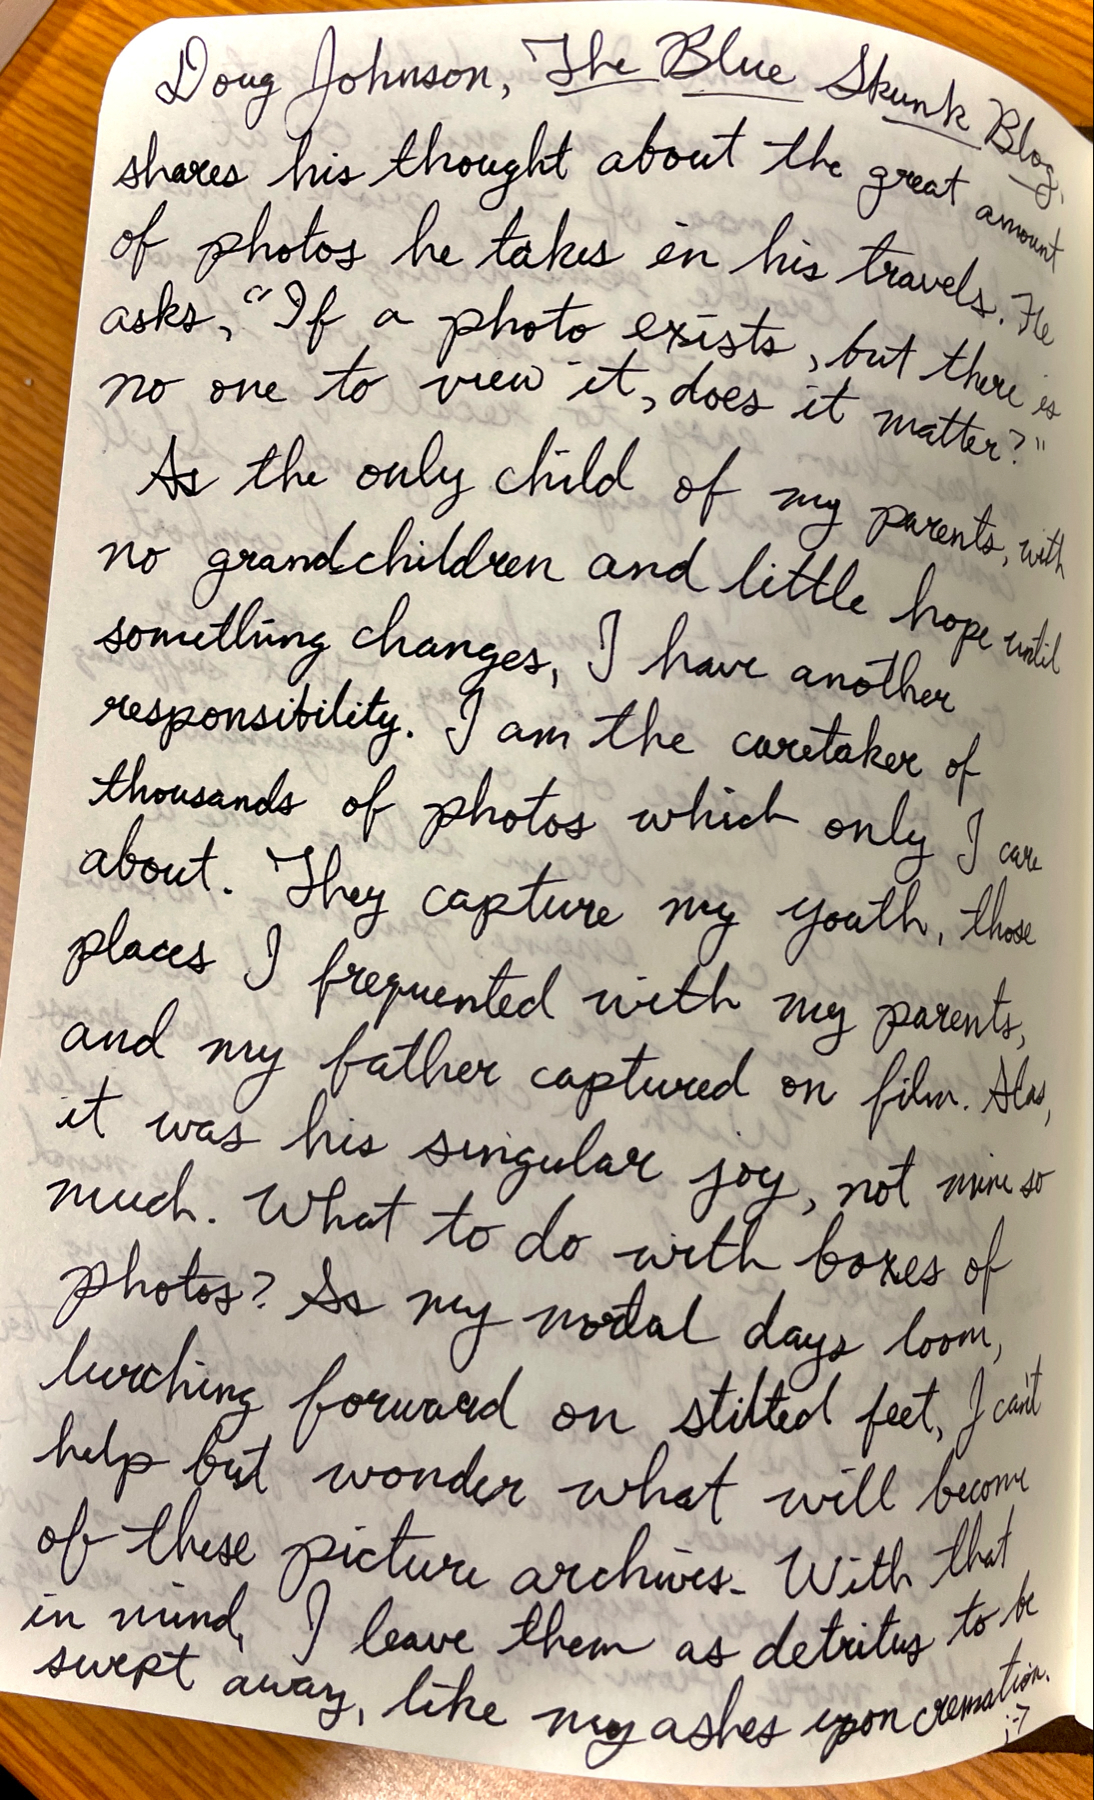 Doug Johnson, The Blue Skunk Blog,
shares his thought about the great amount
of photos he takes in his travels. He
asks, "If a photo exists, but there is
no one to view it, does it matter?"
As the only child of my parents, with
no grandchildren and little hope until
something changes, I have another
responsibility. I am the caretaker of
thousands of photos which only I care
about. They capture my youth, those
places I frequented with my parents,
and my father captured on film. Alas,
it was his singular joy, not mine so
much. What to do with boxes of
photos? As my mortal days loom,
lurching forward on stilted feet, I can't
help but wonder what will become
of these picture archives. With that
in mind, I leave them as detritus to be
swept away, like my ashes upon cremation.
;-7